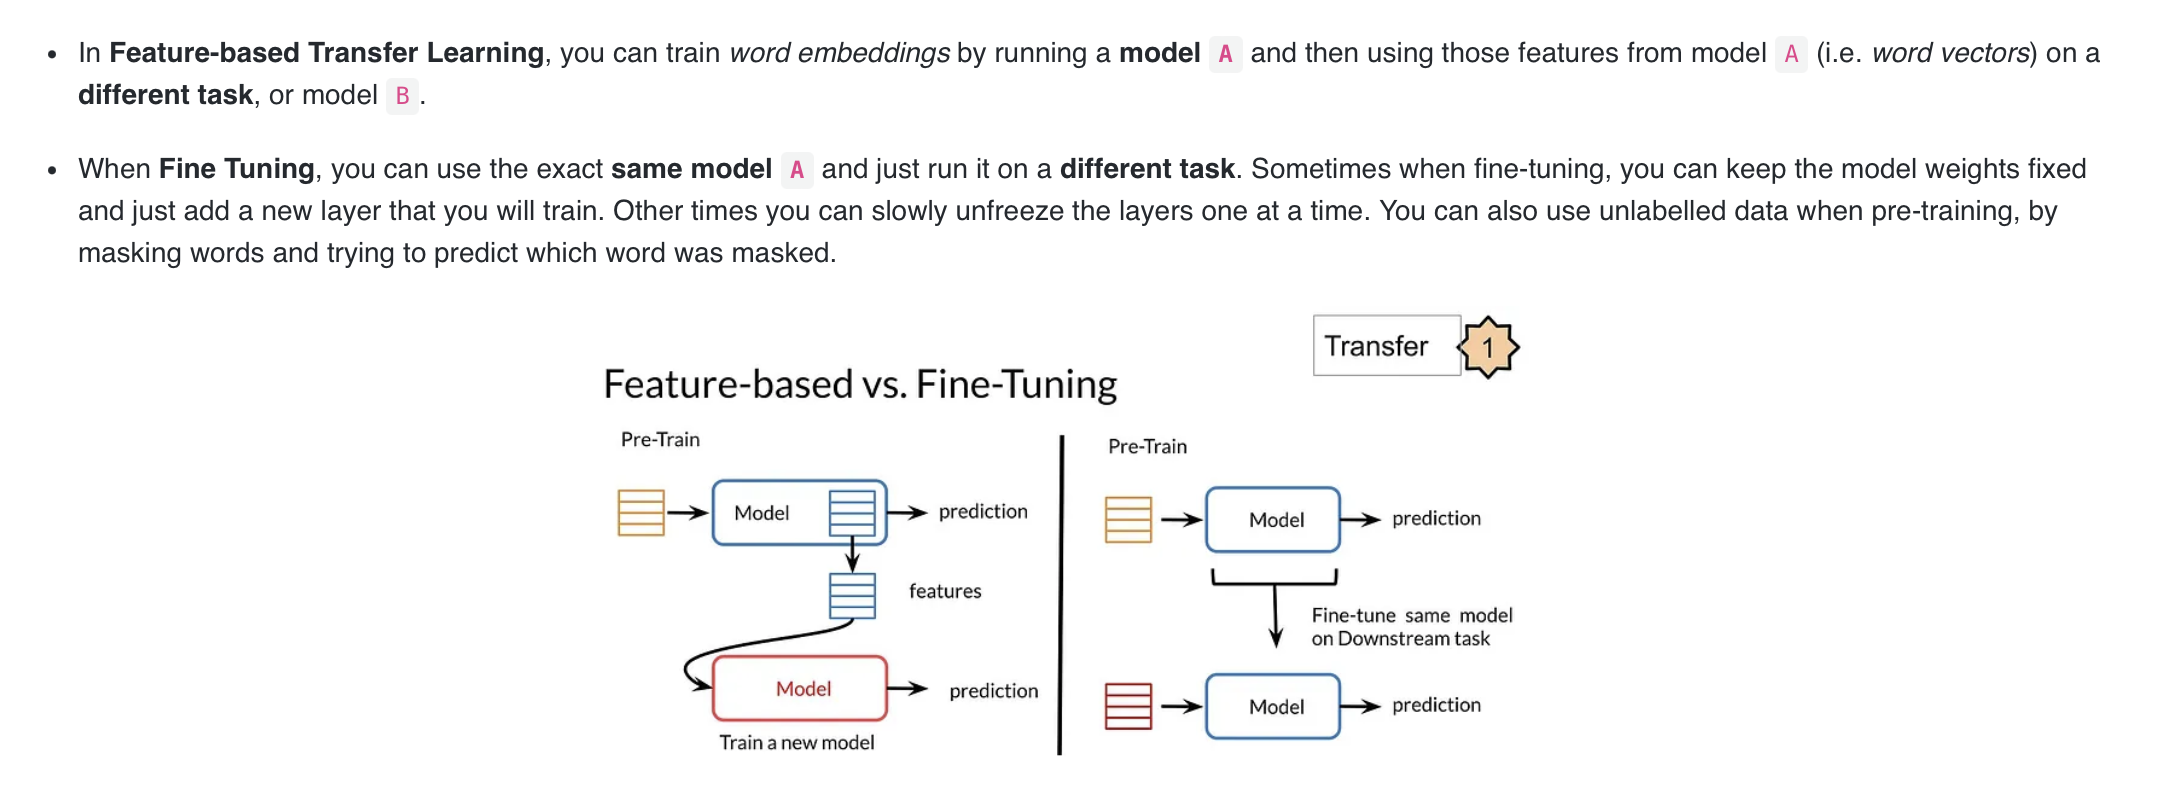 In Feature-based Transfer Learning, you can train word embeddings by running a model A and then using those features from model A (i.e. word vectors) on a
different task, or model B.
When Fine Tuning, you can use the exact same model A and just run it on a different task. Sometimes when fine-tuning, you can keep the model weights fixed
and just add a new layer that you will train. Other times you can slowly unfreeze the layers one at a time. You can also use unlabelled data when pre-training, by
masking words and trying to predict which word was masked.
Transfer 1
Feature-based vs. Fine-Tuning
Pre-Train
Model
prediction
features
Model
prediction
Train a new model
Pre-Train
Model
prediction
Fine-tune same model
on Downstream task
Model
prediction